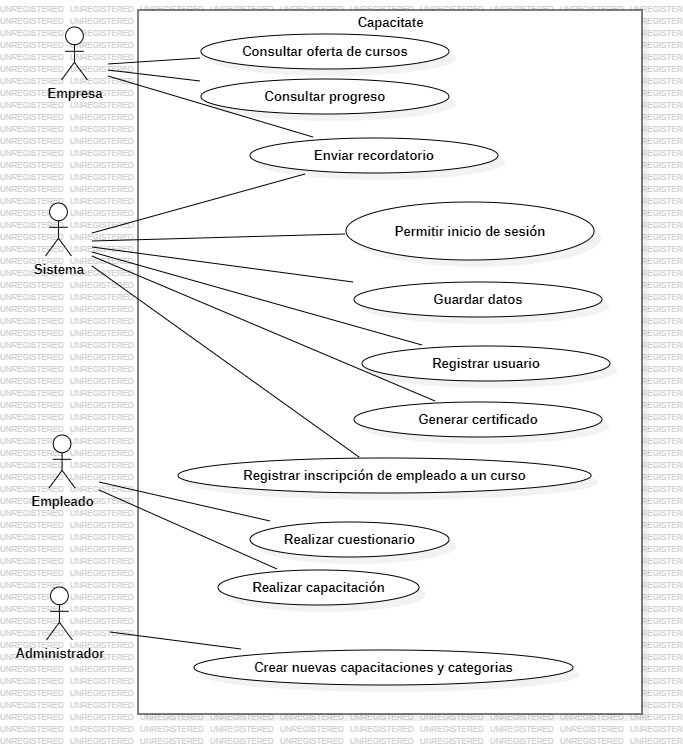 Capacitate
Consultar oferta de cursos
Empresa
Consultar progreso
Enviar recordatorio
Permitir inicio de sesión
Sistema
Guardar datos
Registrar usuario
Generar certificado
Registrar inscripción de empleado a un curso
Empleado
Realizar cuestionario
Realizar capacitación
Administrador
Crear nuevas capacitaciones y categorias
UNREGISTERED